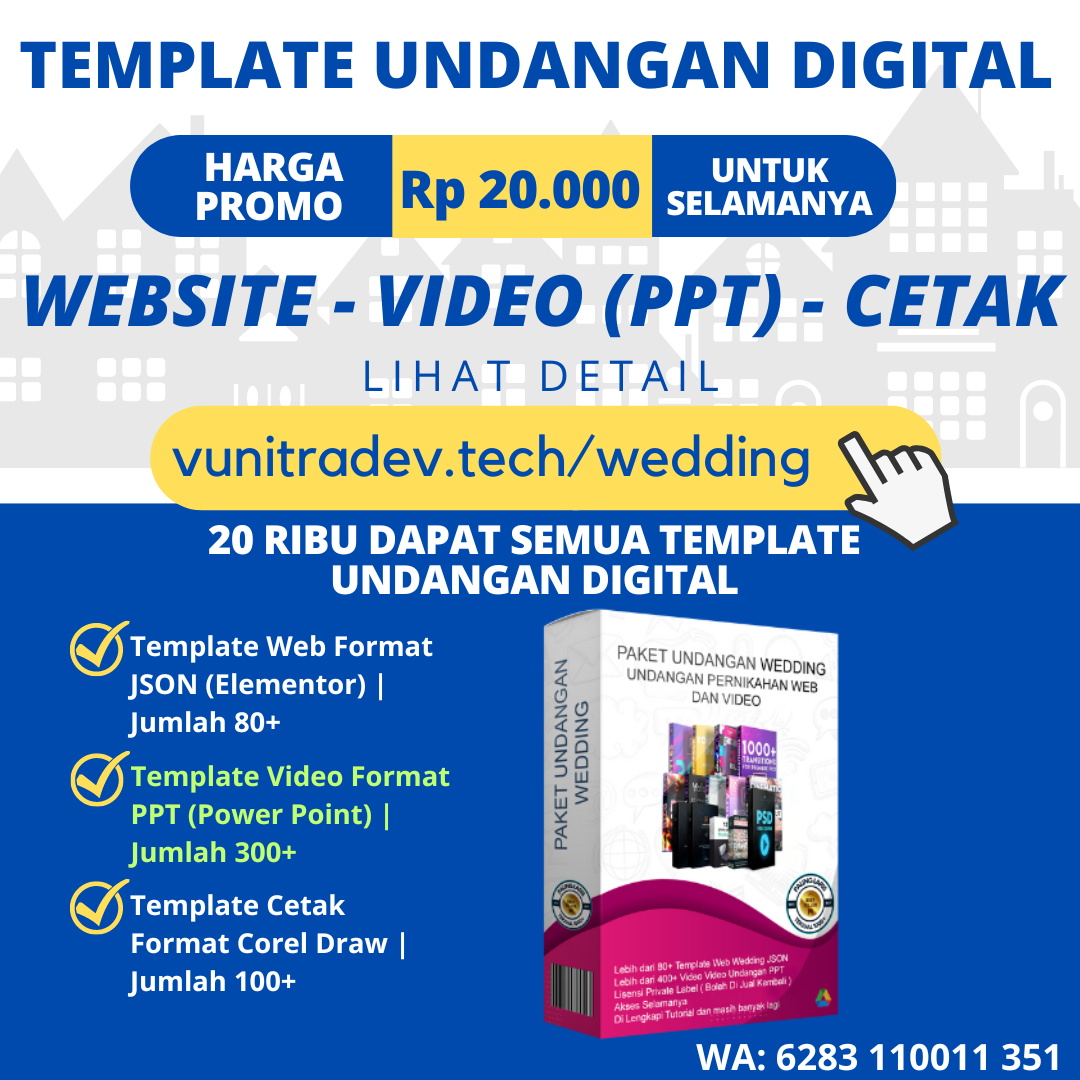 TEMPLATE UNDANGAN DIGITAL
HARGA
PROMO
Rp 20.000
UNTUK
SELAMANYA
WEBSITE - VIDEO (PPT) - CETAK
LIHAT DETAIL
vunitradev.tech/wedding
20 RIBU DAPAT SEMUA TEMPLATE
UNDANGAN DIGITAL
Template Web Format
JSON (Elementor) |
Jumlah 80+
Template Video Format
PPT (Power Point) |
Jumlah 300+
Template Cetak
Format Corel Draw |
Jumlah 100+
PAKET UNDANGAN
WEDDING
PAKET UNDANGAN WEDDING
UNDANGAN PERNIKAHAN WEB
DAN VIDEO
1000+
TRANSITIONS
PSD
PALING LARIS
Lebih dari 80+ Template Web Wedding JSON
Lebih dari 400+ Video Video Undangan PPT
Lisensi Private Label ( Boleh Di Jual Kembali )
Akses Selamanya
Di Lengkapi Tutorial dan masih banyak lagi
WA: 6283 110011 351